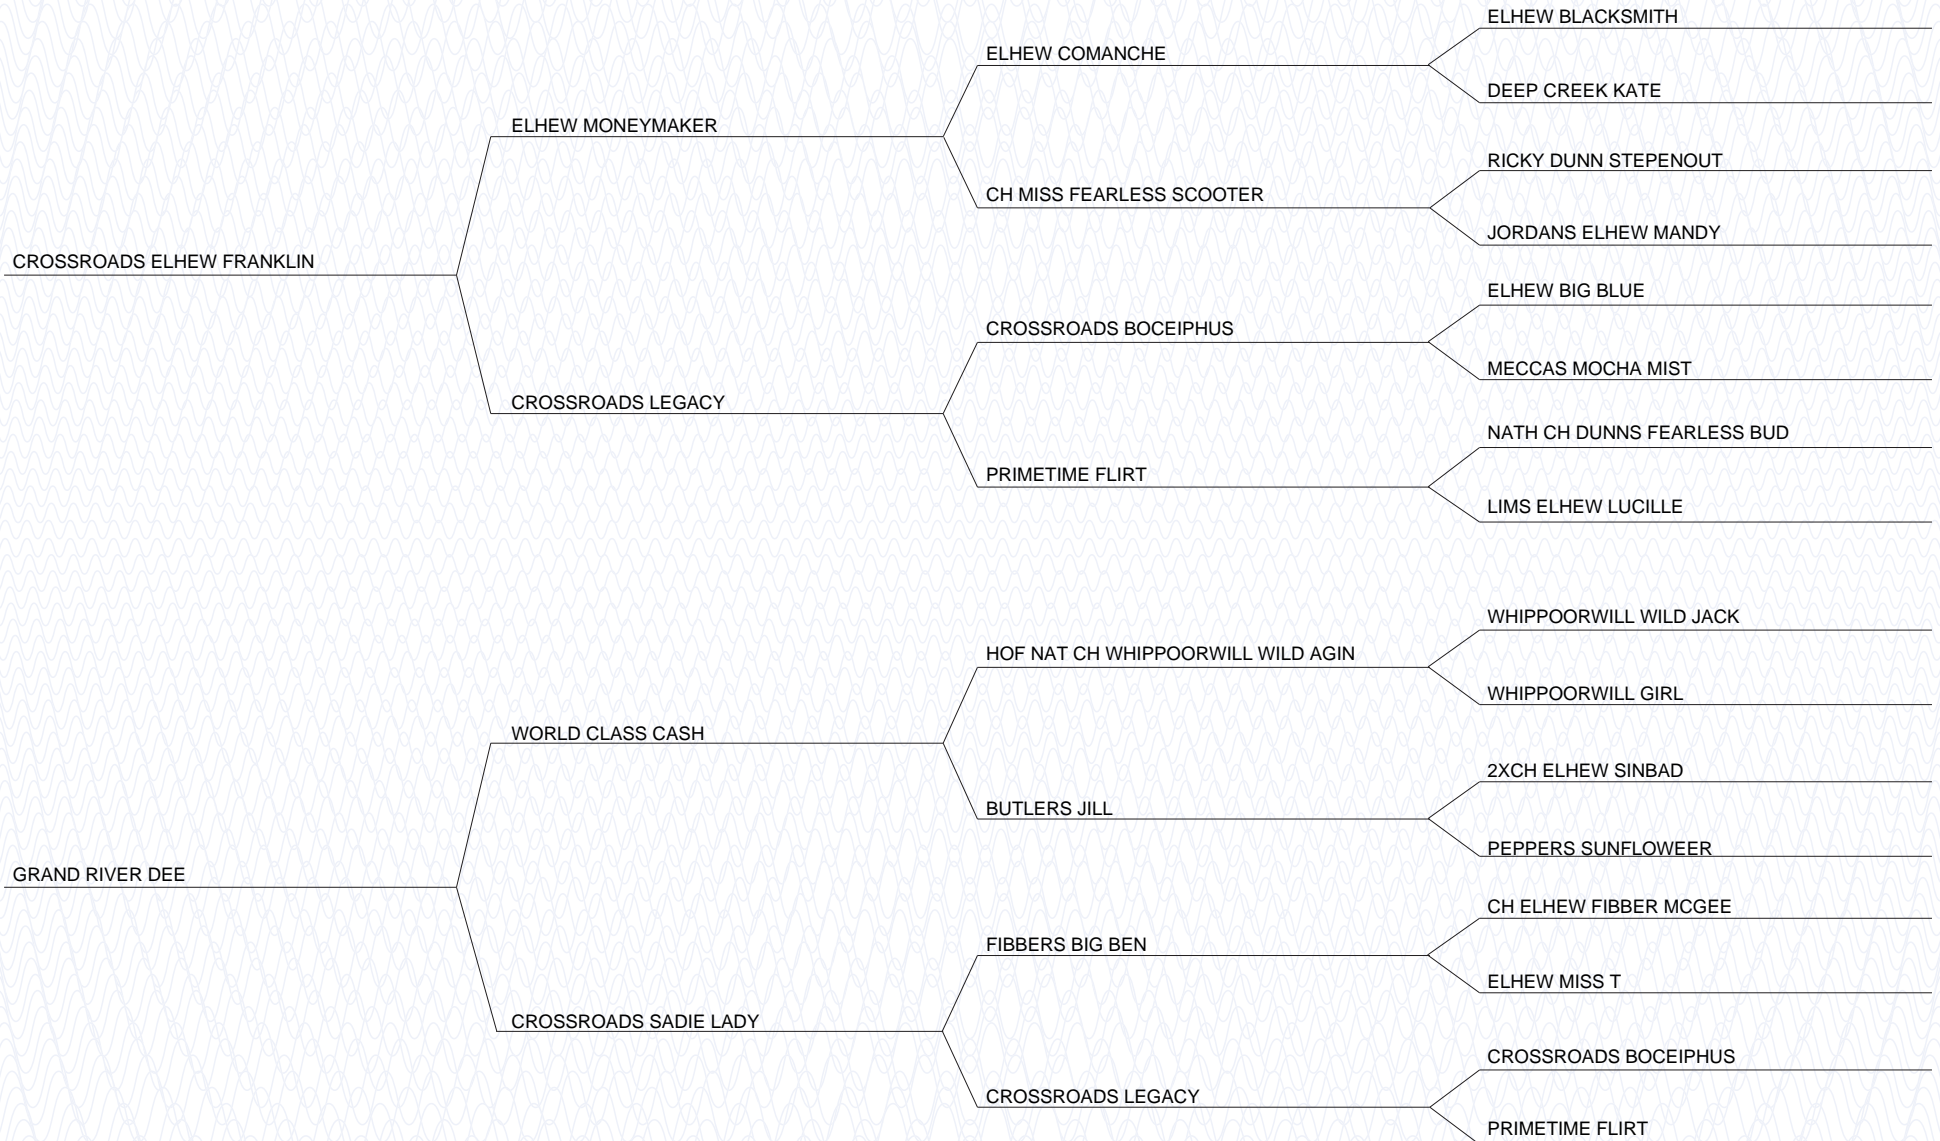 ELHEW BLACKSMITH
ELHEW COMANCHE
DEEP CREEK KATE
ELHEW MONEYMAKER
RICKY DUNN STEPENOUT
CH MISS FEARLESS SCOOTER
JORDANS ELHEW MANDY
CROSSROADS ELHEW FRANKLIN
ELHEW BIG BLUE
CROSSROADS BOCEIPHUS
MECCAS MOCHA MIST
CROSSROADS LEGACY
NATH CH DUNNS FEARLESS BUD
PRIMETIME FLIRT
LIMS ELHEW LUCILLE
WHIPPOORWILL WILD JACK
HOF NAT CH WHIPPOORWILL WILD AGIN
WHIPPOORWILL GIRL
WORLD CLASS CASH
2XCH ELHEW SINBAD
BUTLERS JILL
PEPPERS SUNFLOWEER
GRAND RIVER DEE
CH ELHEW FIBBER MCGEE
FIBBERS BIG BEN
ELHEW MISS T
CROSSROADS SADIE LADY
CROSSROADS BOCEIPHUS
CROSSROADS LEGACY
PRIMETIME FLIRT